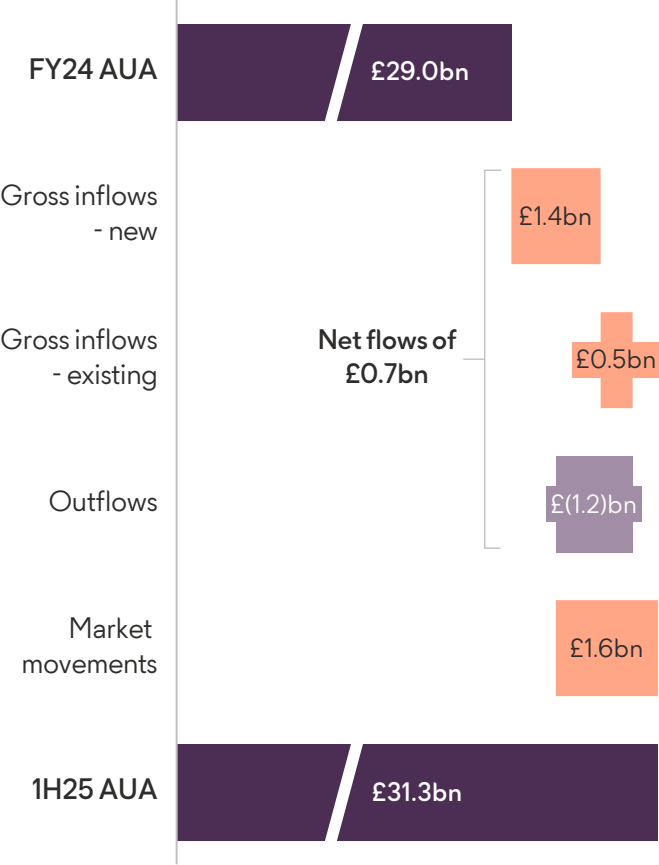 FY24 AUA
£29.0bn
Gross inflows
- new
£1.4bn
Gross inflows
- existing
Net flows of
£0.7bn
£0.5bn
Outflows
£(1.2)bn
Market
movements
£1.6bn
1H25 AUA
£31.3bn